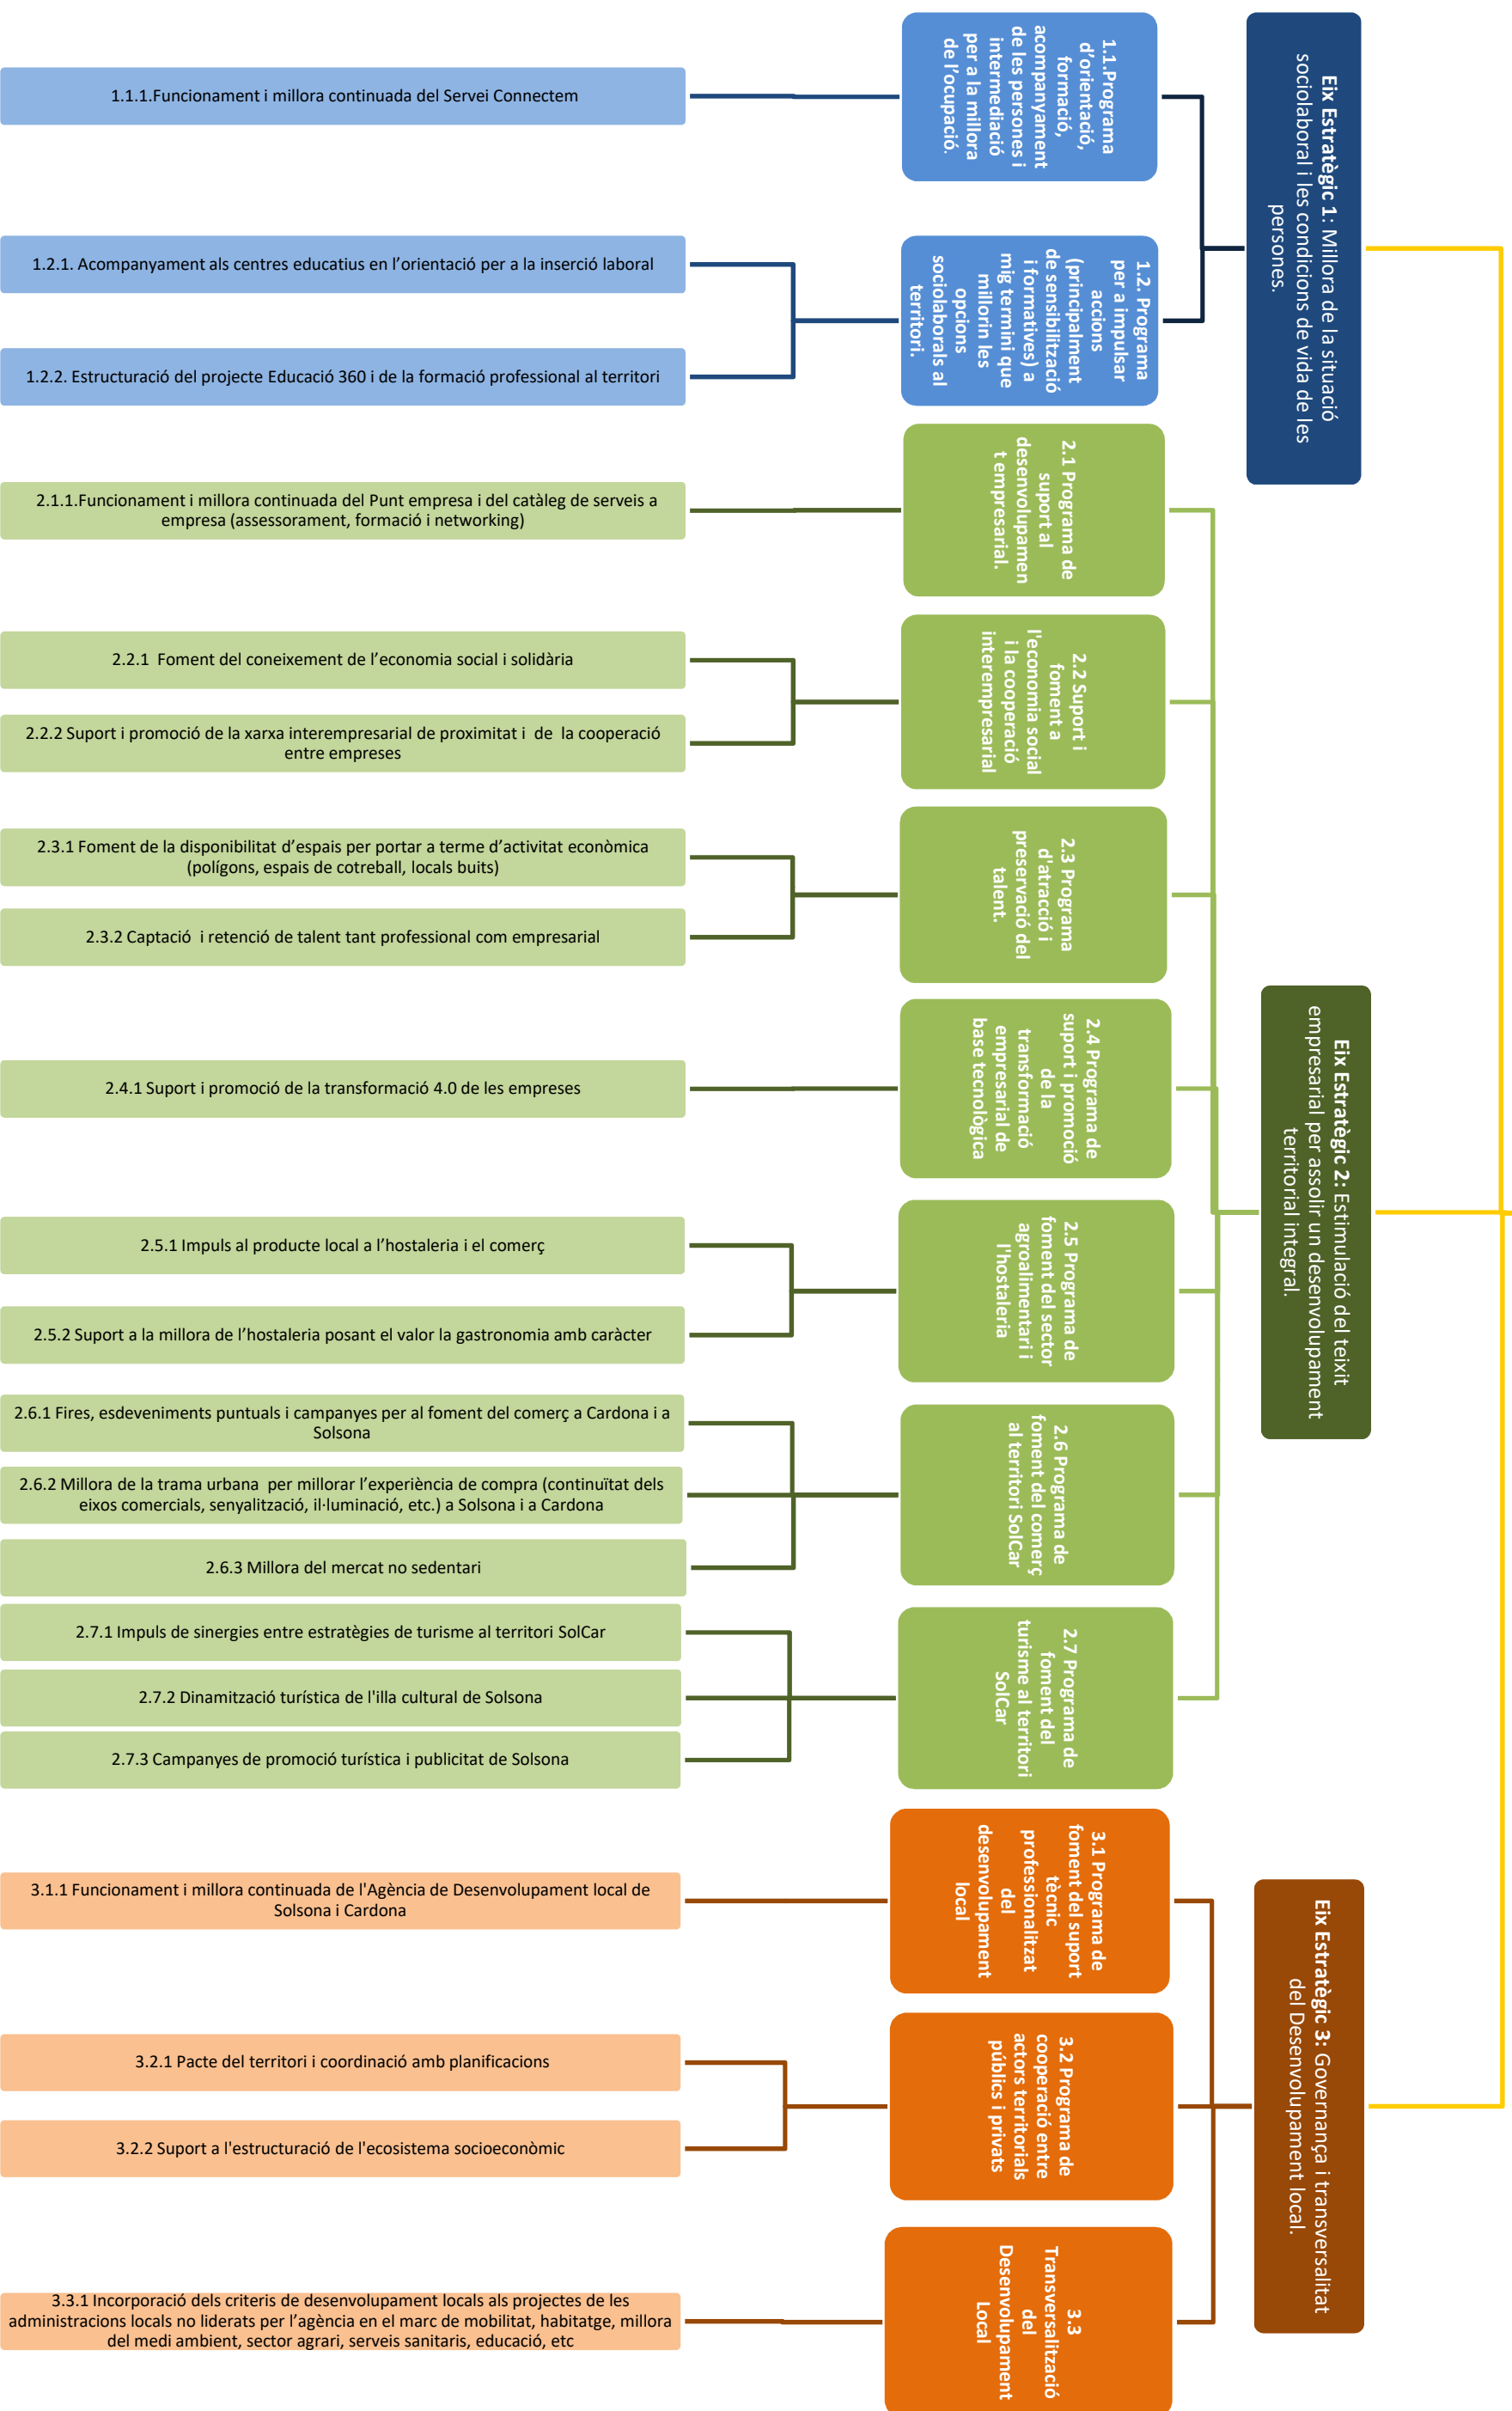 Eix Estratègic 1: Millora de la situació
sociolaboral i les condicions de vida de les
persones.
1.1.Programa
d'orientació,
formació,
acompanyament
de les persones i
intermediació
per a la millora
de l'ocupació.
1.1.1.Funcionament i millora continuada del Servei Connectem
1.2. Programa
per a impulsar
accions
(principalment
de sensibilització
i formatives) a
mig termini que
millorin les
opcions
sociolaborals al
territori.
1.2.1. Acompanyament als centres educatius en l’orientació per a la inserció laboral
1.2.2. Estructuració del projecte Educació 360 i de la formació professional al territori
Eix Estratègic 2: Estimulació del teixit
empresarial per assolir un desenvolupament
territorial integral.
2.1 Programa de
suport al
desenvolupamen
t empresarial.
2.1.1.Funcionament i millora continuada del Punt empresa i del catàleg de serveis a
empresa (assessorament, formació i networking)
2.2 Suport i
foment a
l'economia social
i la cooperació
interempresarial
2.2.1 Foment del coneixement de l’economia social i solidària
2.2.2 Suport i promoció de la xarxa interempresarial de proximitat i de la cooperació
entre empreses
2.3 Programa
d'atracció i
preservació del
talent.
2.3.1 Foment de la disponibilitat d’espais per portar a terme d’activitat econòmica
(polígons, espais de cotreball, locals buits)
2.3.2 Captació i retenció de talent tant professional com empresarial
2.4 Programa de
suport i promoció
de la
transformació
empresarial de
base tecnològica
2.4.1 Suport i promoció de la transformació 4.0 de les empreses
2.5 Programa de
foment del sector
agroalimentari i
l'hostaleria
2.5.1 Impuls al producte local a l’hostaleria i el comerç
2.5.2 Suport a la millora de l’hostaleria posant el valor la gastronomia amb caràcter
2.6 Programa de
foment del comerç
al territori SolCar
2.6.1 Fires, esdeveniments puntuals i campanyes per al foment del comerç a Cardona i a
Solsona
2.6.2 Millora de la trama urbana per millorar l’experiència de compra (continuïtat dels
eixos comercials, senyalització, il·luminació, etc.) a Solsona i a Cardona
2.6.3 Millora del mercat no sedentari
2.7 Programa de
foment del
turisme al territori
SolCar
2.7.1 Impuls de sinergies entre estratègies de turisme al territori SolCar
2.7.2 Dinamització turística de l'illa cultural de Solsona
2.7.3 Campanyes de promoció turística i publicitat de Solsona
Eix Estratègic 3: Governança i transversalitat
del Desenvolupament local.
3.1 Programa de
foment del suport
tècnic
professionalitzat
del
desenvolupament
local
3.1.1 Funcionament i millora continuada de l'Agència de Desenvolupament local de
Solsona i Cardona
3.2 Programa de
cooperació entre
actors territorials
públics i privats
3.2.1 Pacte del territori i coordinació amb planificacions
3.2.2 Suport a l'estructuració de l'ecosistema socioeconòmic
3.3
Transversalització
del
Desenvolupament
Local
3.3.1 Incorporació dels criteris de desenvolupament locals als projectes de les
administracions locals no liderats per l’agència en el marc de mobilitat, habitatge, millora
del medi ambient, sector agrari, serveis sanitaris, educació, etc